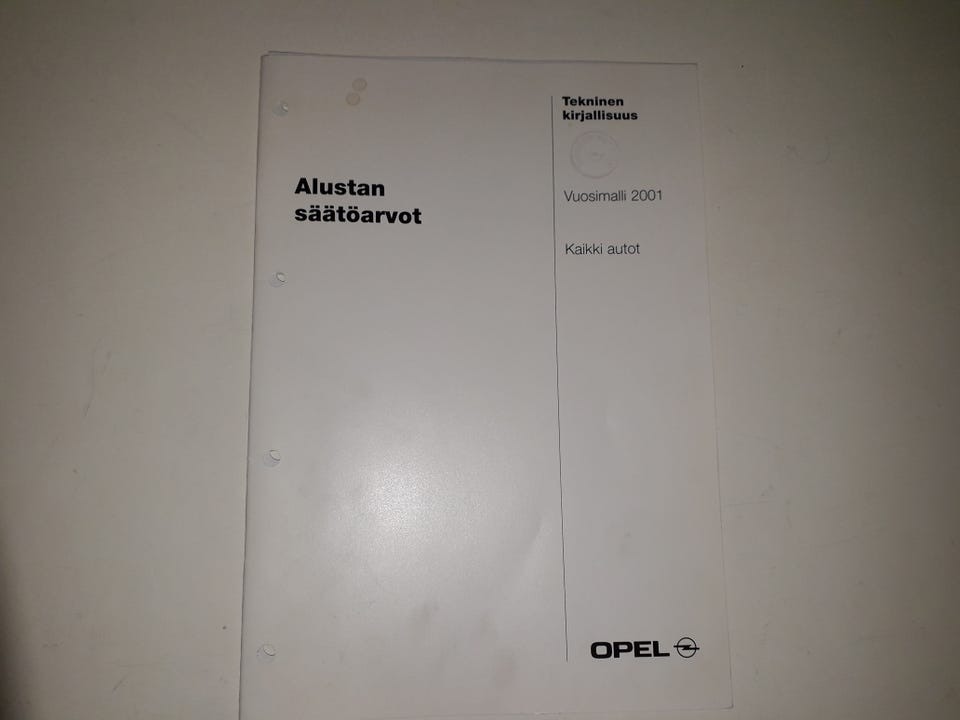 Tekninen
kirjallisuus
Alustan
säätöarvot
Vuosimalli 2001
Kaikki autot
OPEL